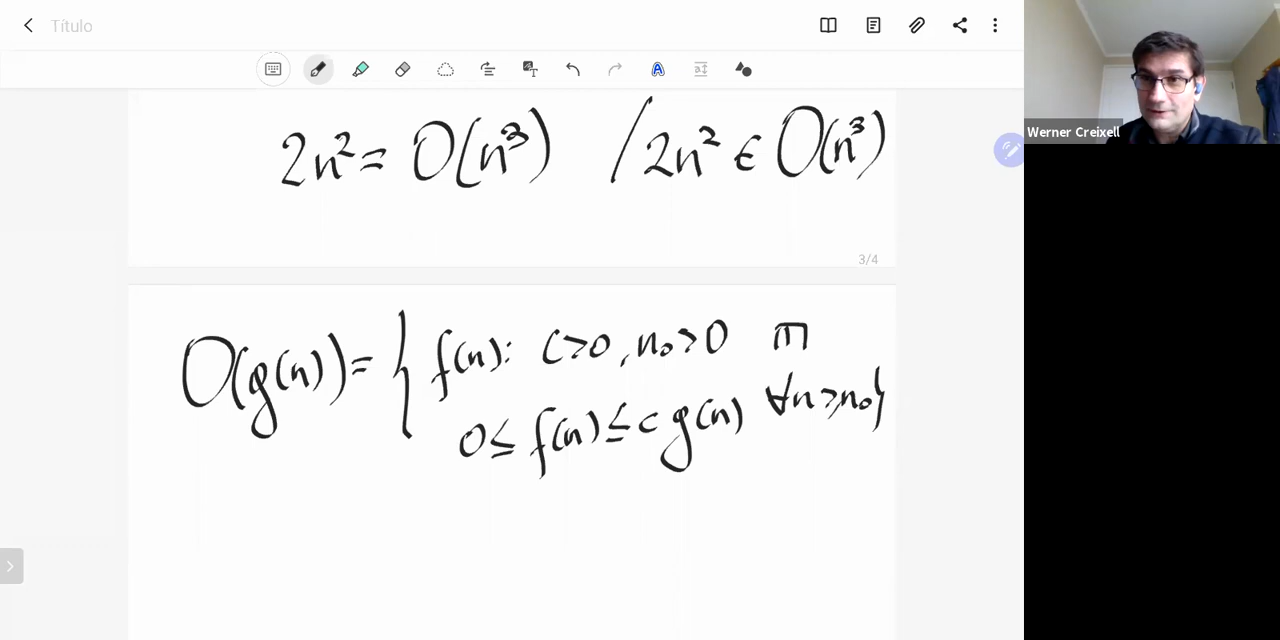 Título
2n² = O(n³) / 2n² ∈ O(n³)
3/4
O(g(n)) = { f(n): c>0, n₀>0
0 ≤ f(n) ≤ c g(n) ∀n ≥ n₀}
Werner Creixell